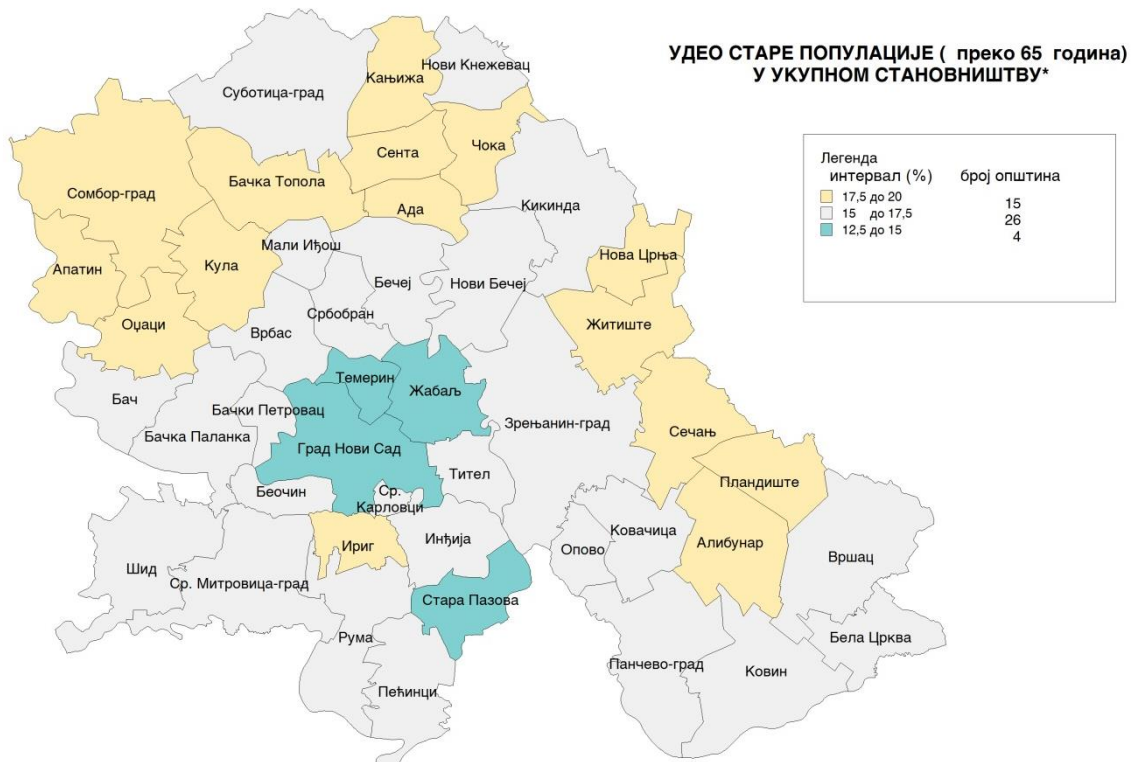 УДЕО СТАРЕ ПОПУЛАЦИЈЕ ( преко 65 година)
У УКУПНОМ СТАНОВНИШТВУ*
Легенда
интервал (%) број општина
17,5 до 20 15
15 до 17,5 26
12,5 до 15 4
Нови Кнежевац
Кањижа
Суботица-град
Чока
Сента
Бачка Топола
Сомбор-град
Ада
Кикинда
Мали Иђош
Нова Црња
Кула
Апатин
Бечеј
Нови Бечеј
Србобран
Оџаци
Врбас
Житиште
Темерин
Жабаљ
Бач
Бачки Петровац
Зрењанин-град
Бачка Паланка
Град Нови Сад
Сечањ
Тител
Пландиште
Беочин
Ср.
Карловци
Ковачица
Инђија
Ириг
Опово
Алибунар
Вршац
Шид
Ср. Митровица-град
Стара Пазова
Рума
Бела Црква
Панчево-град
Ковин
Пећинци